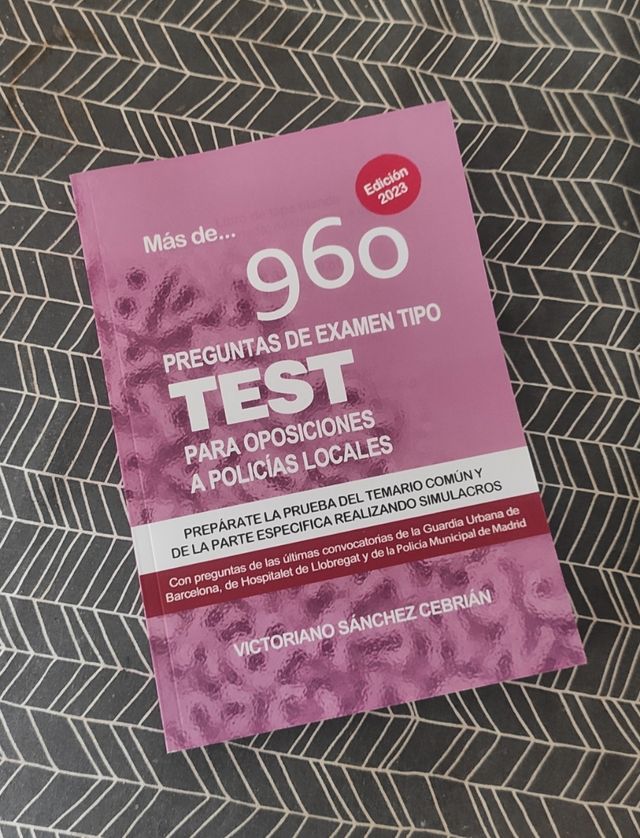 Edición
2023
Más de...
960
PREGUNTAS DE EXAMEN TIPO
TEST
PARA OPOSICIONES
A POLICÍAS LOCALES
PREPÁRATE LA PRUEBA DEL TEMARIO COMÚN Y
DE LA PARTE ESPECIFICA REALIZANDO SIMULACROS
Con preguntas de las últimas convocatorias de la Guardia Urbana de
Barcelona, de Hospitalet de Llobregat y de la Policía Municipal de Madrid
VICTORIANO SÁNCHEZ CEBRIÁN